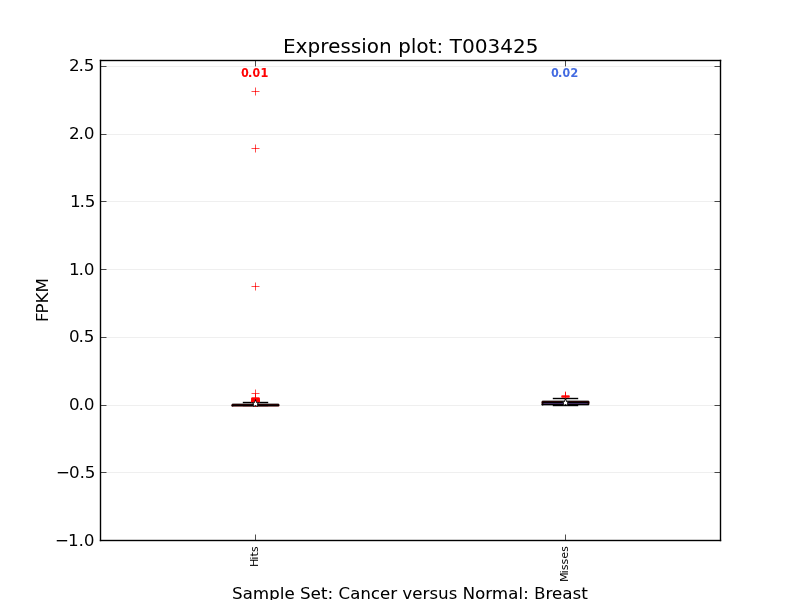 Expression plot: T003425
0.01
0.02
2.5
2.0
1.5
1.0
0.5
0.0
−0.5
−1.0
FPKM
Hits
Misses
Sample Set: Cancer versus Normal: Breast